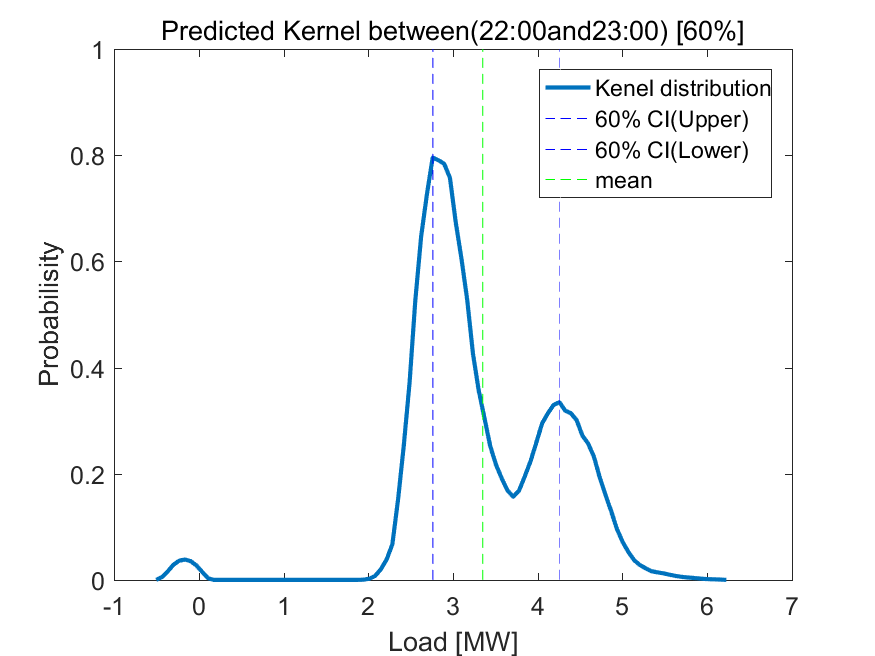 Predicted Kernel between(22:00and23:00) [60%]
1
0.8
0.6
0.4
0.2
0
Probabilisity
Kenel distribution
60% CI(Upper)
60% CI(Lower)
mean
-1 0 1 2 3 4 5 6 7
Load [MW]